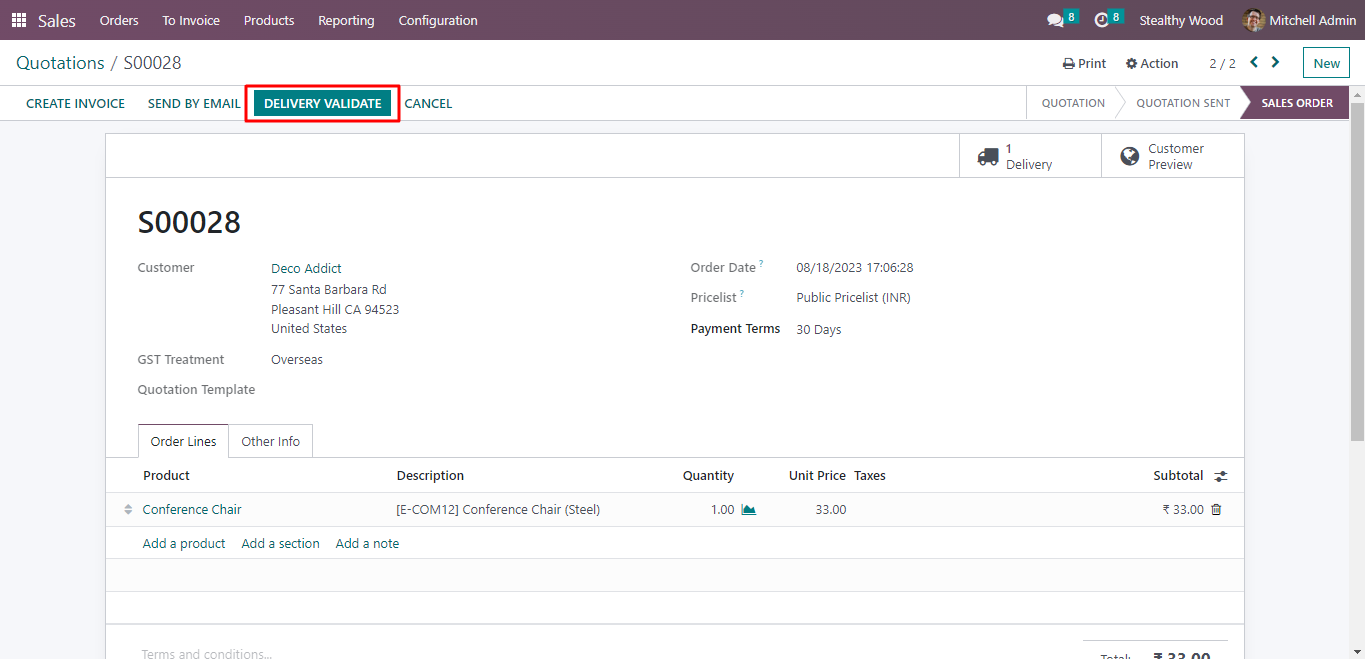 Sales Orders To Invoice Products Reporting Configuration 8 8 Stealthy Wood Mitchell Admin
Quotations / S00028 Print Action 2 / 2 New
CREATE INVOICE SEND BY EMAIL DELIVERY VALIDATE CANCEL QUOTATION QUOTATION SENT SALES ORDER
1 Delivery
Customer Preview
S00028
Customer Deco Addict
77 Santa Barbara Rd
Pleasant Hill CA 94523
United States
GST Treatment Overseas
Quotation Template
Order Date ? 08/18/2023 17:06:28
Pricelist ? Public Pricelist (INR)
Payment Terms 30 Days
Order Lines Other Info
Product Description Quantity Unit Price Taxes Subtotal
Conference Chair [E-COM12] Conference Chair (Steel) 1.00 33.00 ₹ 33.00
Add a product Add a section Add a note
Terms and conditions...
Total: ₹ 33.00